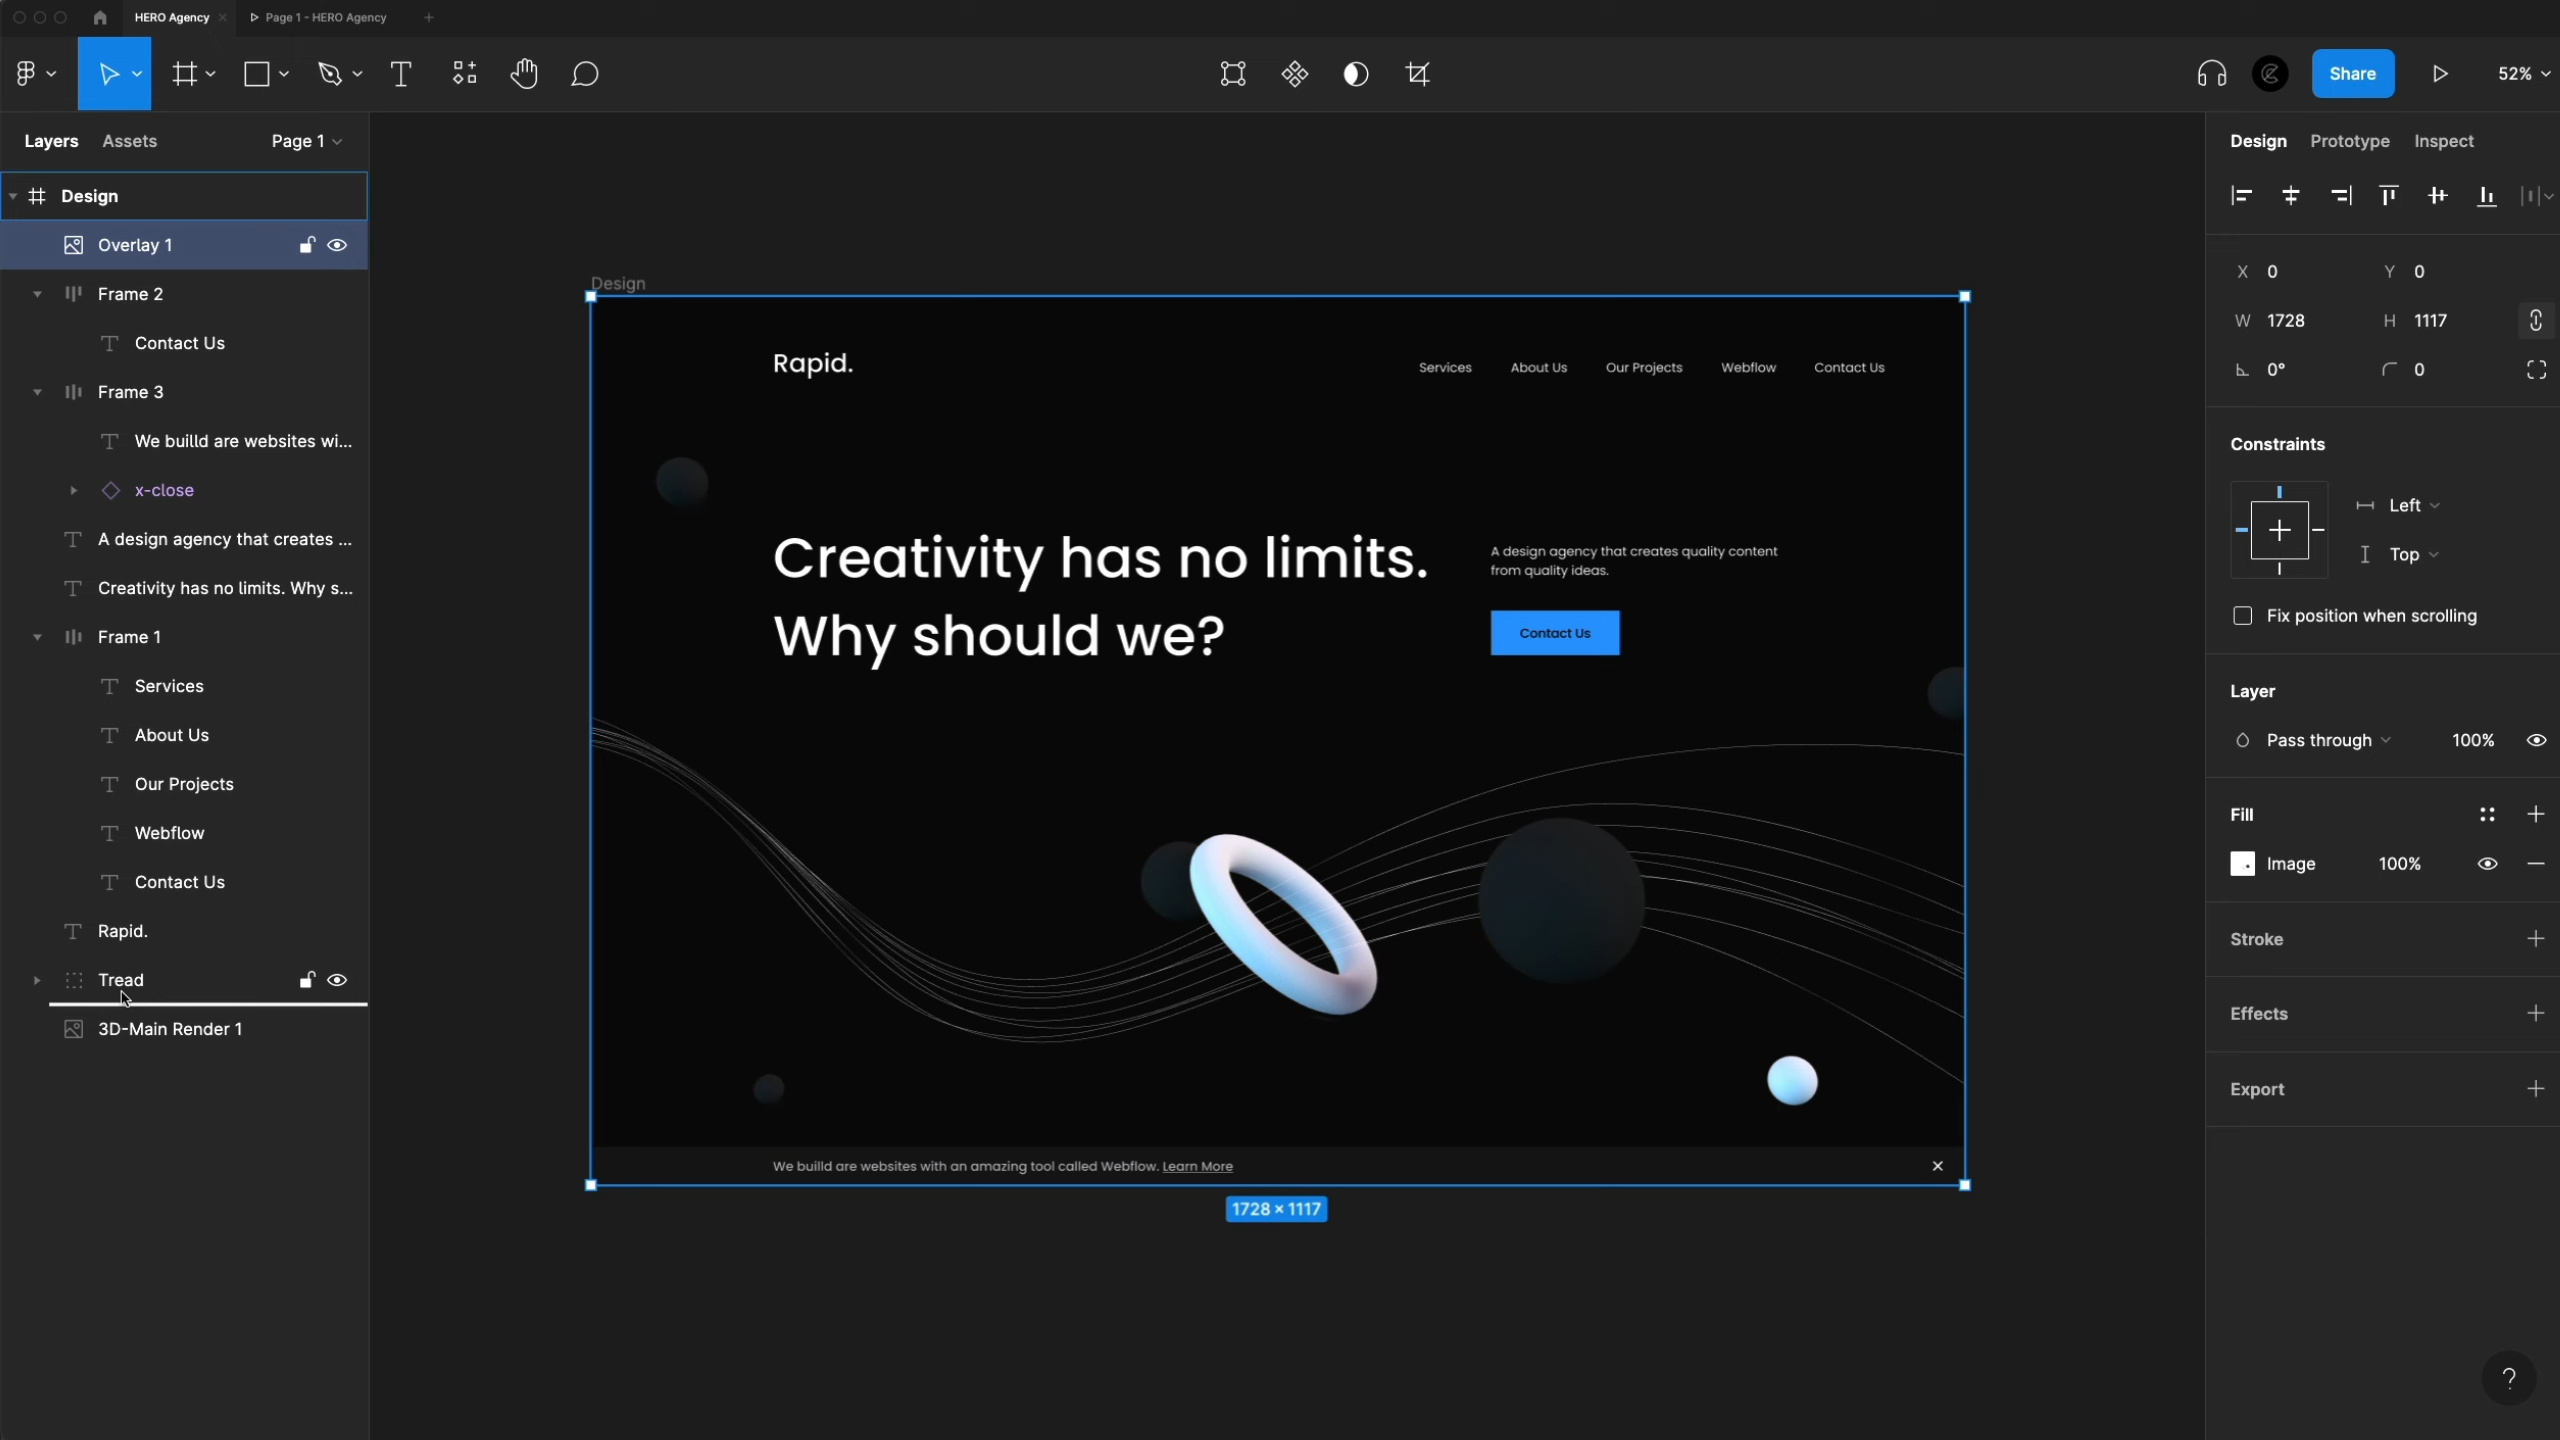 HERO Agency
Page 1 - HERO Agency
Share
52%
Layers
Assets
Page 1
Design
Overlay 1
Frame 2
Contact Us
Frame 3
We builld are websites wi...
x-close
A design agency that creates ...
Creativity has no limits. Why s...
Frame 1
Services
About Us
Our Projects
Webflow
Contact Us
Rapid.
Tread
3D-Main Render 1
Design
Rapid.
Services
About Us
Our Projects
Webflow
Contact Us
Creativity has no limits.
Why should we?
A design agency that creates quality content
from quality ideas.
Contact Us
We builld are websites with an amazing tool called Webflow. Learn More
1728 × 1117
Design
Prototype
Inspect
X 0
Y 0
W 1728
H 1117
0°
0
Constraints
Left
Top
Fix position when scrolling
Layer
Pass through
100%
Fill
Image
100%
Stroke
Effects
Export
?